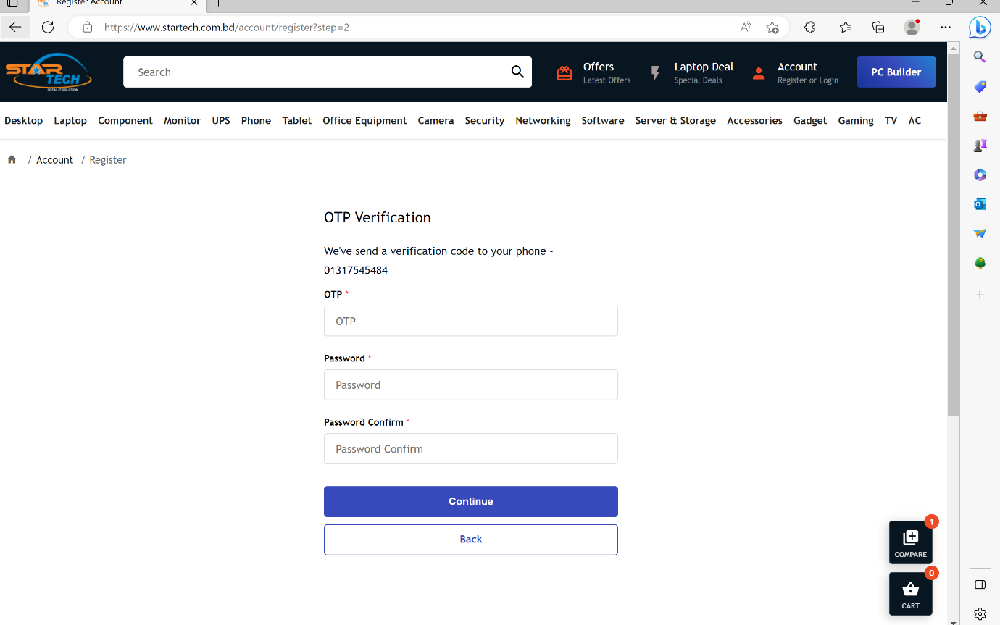 Register Account
https://www.startech.com.bd/account/register?step=2
STAR TECH
TOTAL IT SOLUTION
Search
Offers
Latest Offers
Laptop Deal
Special Deals
Account
Register or Login
PC Builder
Desktop Laptop Component Monitor UPS Phone Tablet Office Equipment Camera Security Networking Software Server & Storage Accessories Gadget Gaming TV AC
/ Account / Register
OTP Verification
We've send a verification code to your phone -
01317545484
OTP *
OTP
Password *
Password
Password Confirm *
Password Confirm
Continue
Back
1
COMPARE
0
CART